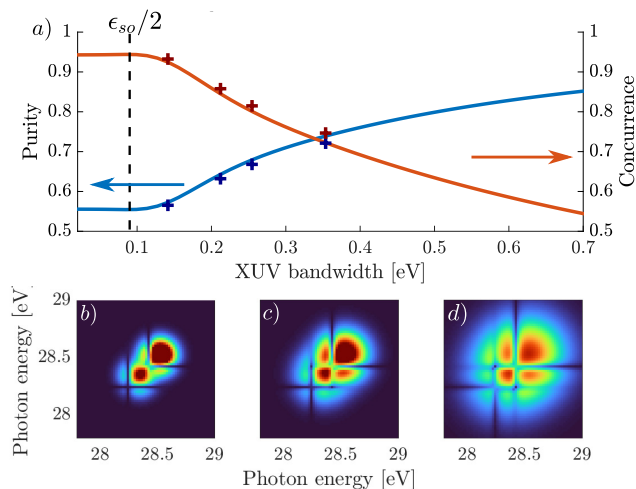 a)
ϵso/2
1 1
0.9 0.9
0.8 0.8
0.7 0.7
0.6 0.6
0.5 0.5
Purity
Concurrence
0.1 0.2 0.3 0.4 0.5 0.6 0.7
XUV bandwidth [eV]
b) c) d)
29
28.5
28
Photon energy [eV]
28 28.5 29 28 28.5 29 28 28.5 29
Photon energy [eV]